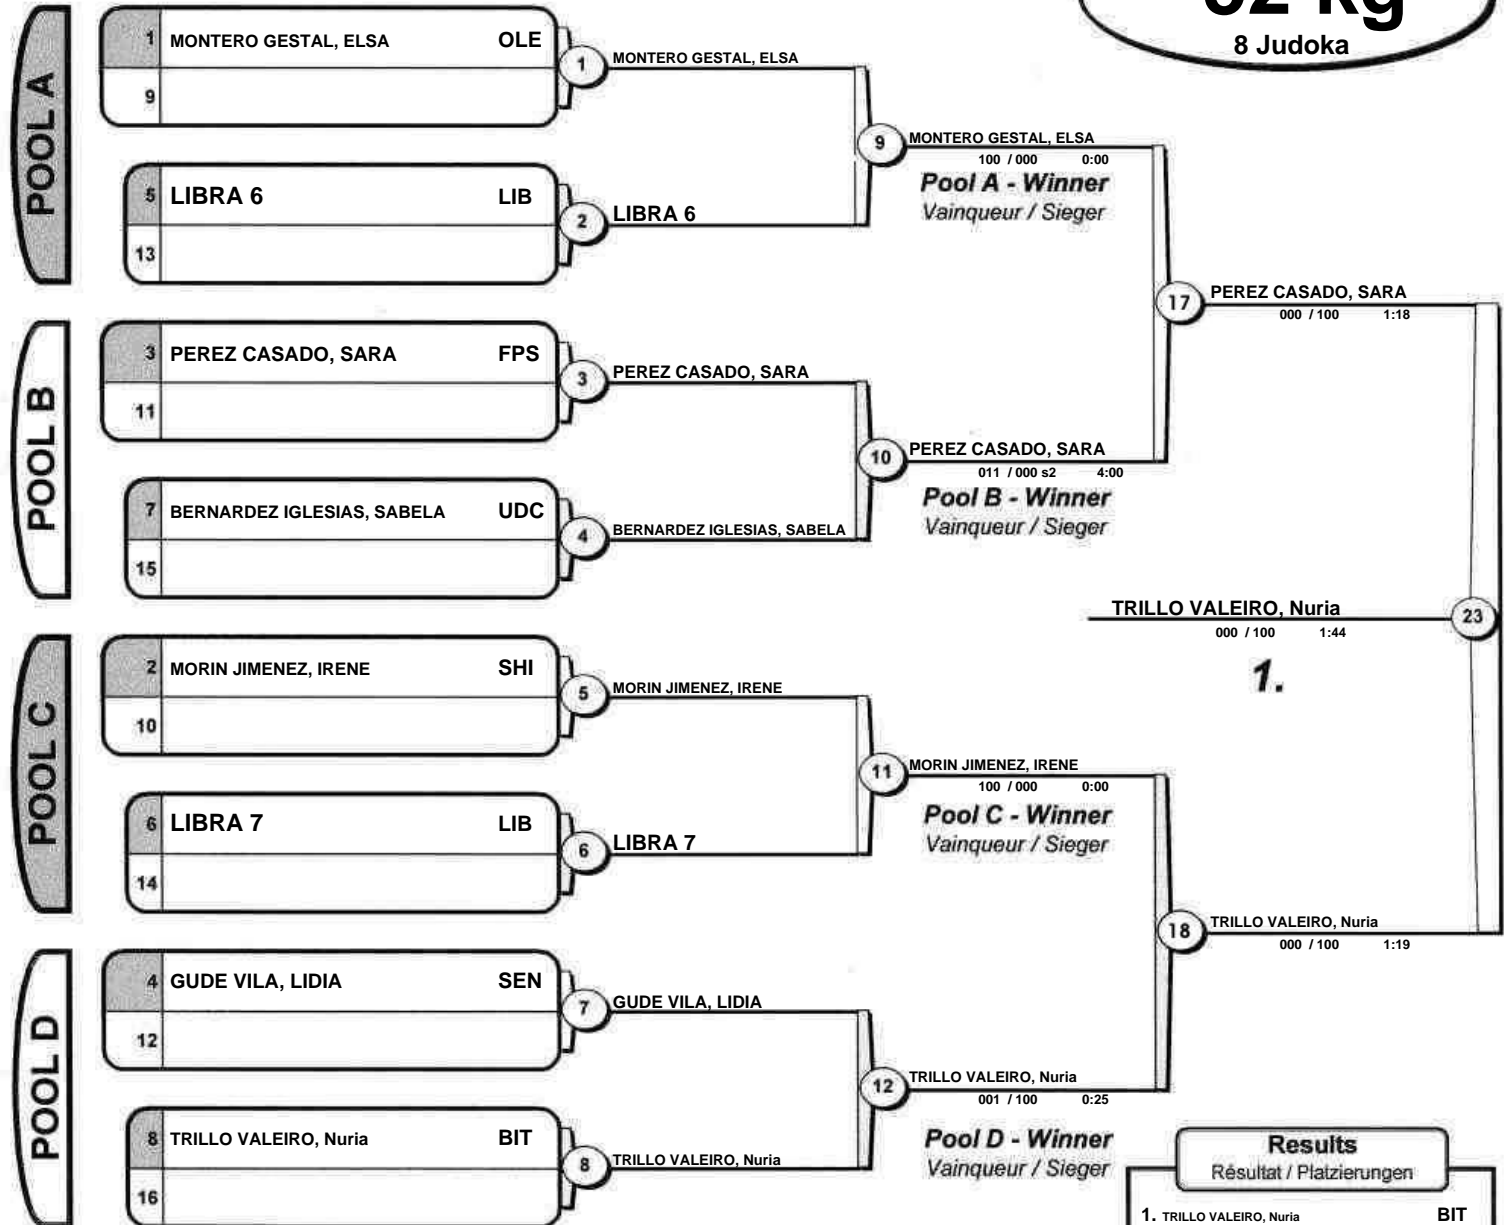 8 Judoka
POOL A
1 MONTERO GESTAL, ELSA OLE
9
1 MONTERO GESTAL, ELSA
5 LIBRA 6 LIB
13
2 LIBRA 6
9 MONTERO GESTAL, ELSA
100 / 000 0:00
Pool A - Winner
Vainqueur / Sieger
POOL B
3 PEREZ CASADO, SARA FPS
11
3 PEREZ CASADO, SARA
7 BERNARDEZ IGLESIAS, SABELA UDC
15
4 BERNARDEZ IGLESIAS, SABELA
10 PEREZ CASADO, SARA
011 / 000 s2 4:00
Pool B - Winner
Vainqueur / Sieger
17 PEREZ CASADO, SARA
000 / 100 1:18
POOL C
2 MORIN JIMENEZ, IRENE SHI
10
5 MORIN JIMENEZ, IRENE
6 LIBRA 7 LIB
14
6 LIBRA 7
11 MORIN JIMENEZ, IRENE
100 / 000 0:00
Pool C - Winner
Vainqueur / Sieger
POOL D
4 GUDE VILA, LIDIA SEN
12
7 GUDE VILA, LIDIA
8 TRILLO VALEIRO, Nuria BIT
16
8 TRILLO VALEIRO, Nuria
12 TRILLO VALEIRO, Nuria
001 / 100 0:25
Pool D - Winner
Vainqueur / Sieger
18 TRILLO VALEIRO, Nuria
000 / 100 1:19
TRILLO VALEIRO, Nuria 23
000 / 100 1:44
1.
Results
Résultat / Platzierungen
1. TRILLO VALEIRO, Nuria BIT